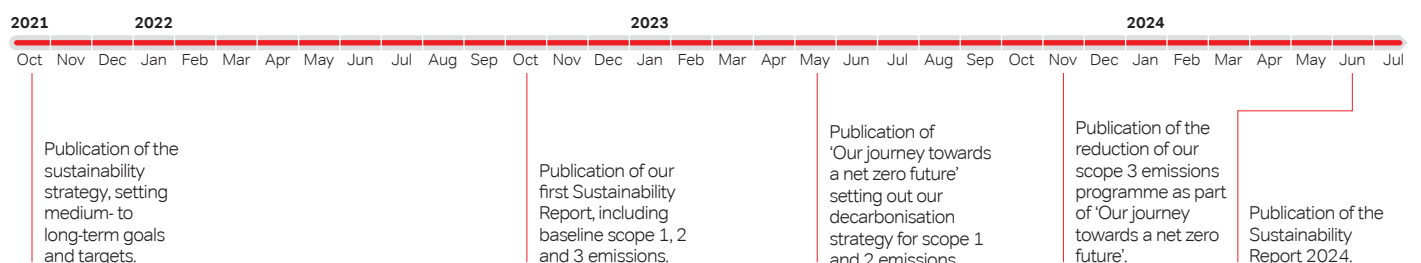 2021 2022 2023 2024
Oct Nov Dec Jan Feb Mar Apr May Jun Jul Aug Sep Oct Nov Dec Jan Feb Mar Apr May Jun Jul Aug Sep Oct Nov Dec Jan Feb Mar Apr May Jun Jul
Publication of the
sustainability
strategy, setting
medium- to
long-term goals
and targets.
Publication of our
first Sustainability
Report, including
baseline scope 1, 2
and 3 emissions.
Publication of
‘Our journey towards
a net zero future’
setting out our
decarbonisation
strategy for scope 1
and 2 emissions
Publication of the
reduction of our
scope 3 emissions
programme as part
of ‘Our journey
towards a net zero
future’.
Publication of the
Sustainability
Report 2024.